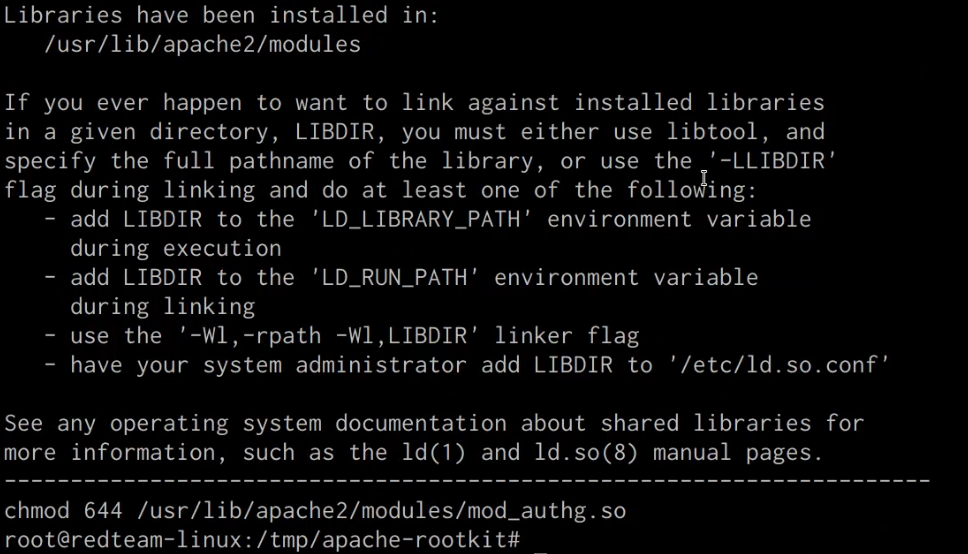 Libraries have been installed in:
   /usr/lib/apache2/modules

If you ever happen to want to link against installed libraries
in a given directory, LIBDIR, you must either use libtool, and
specify the full pathname of the library, or use the '-LLIBDIR'
flag during linking and do at least one of the following:
   - add LIBDIR to the 'LD_LIBRARY_PATH' environment variable
     during execution
   - add LIBDIR to the 'LD_RUN_PATH' environment variable
     during linking
   - use the '-Wl,-rpath -Wl,LIBDIR' linker flag
   - have your system administrator add LIBDIR to '/etc/ld.so.conf'

See any operating system documentation about shared libraries for
more information, such as the ld(1) and ld.so(8) manual pages.
----------------------------------------------------------------------
chmod 644 /usr/lib/apache2/modules/mod_authg.so
root@redteam-linux:/tmp/apache-rootkit#